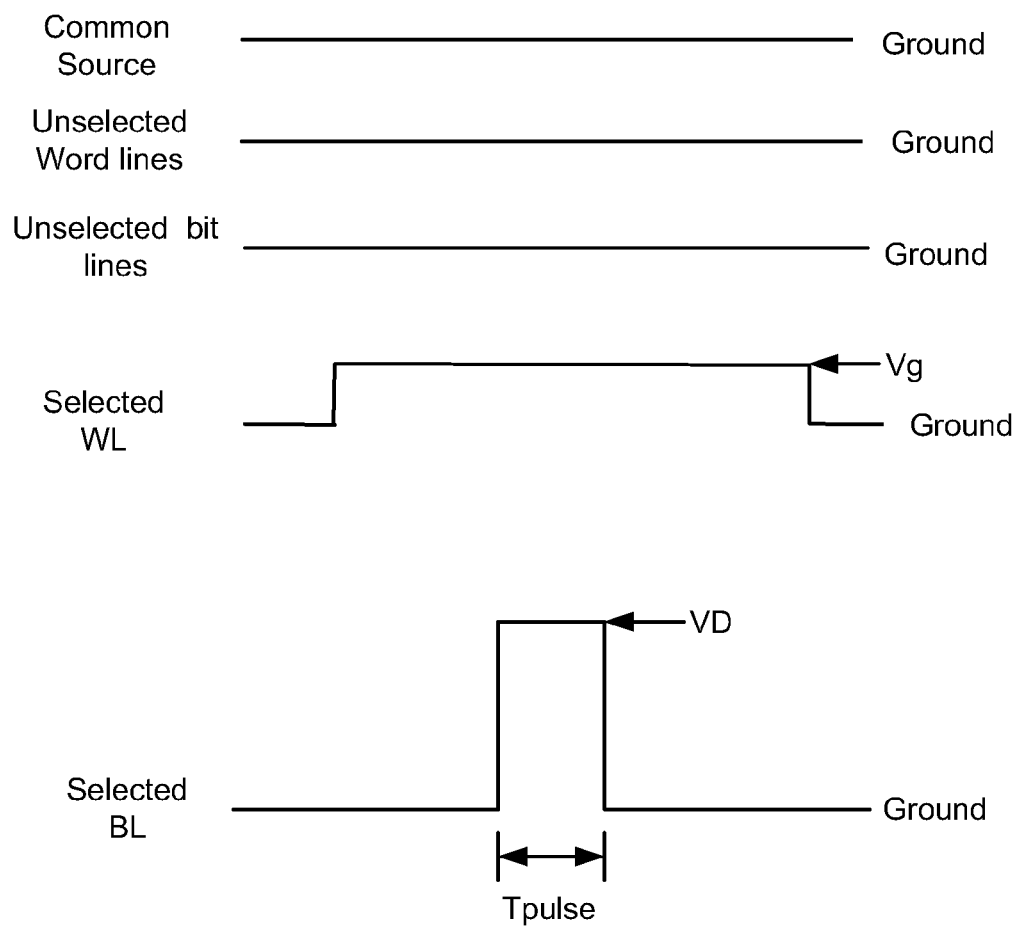 Common
Source
Ground
Unselected
Word lines
Ground
Unselected bit
lines
Ground
Vg
Selected
WL
Ground
VD
Selected
BL
Ground
Tpulse